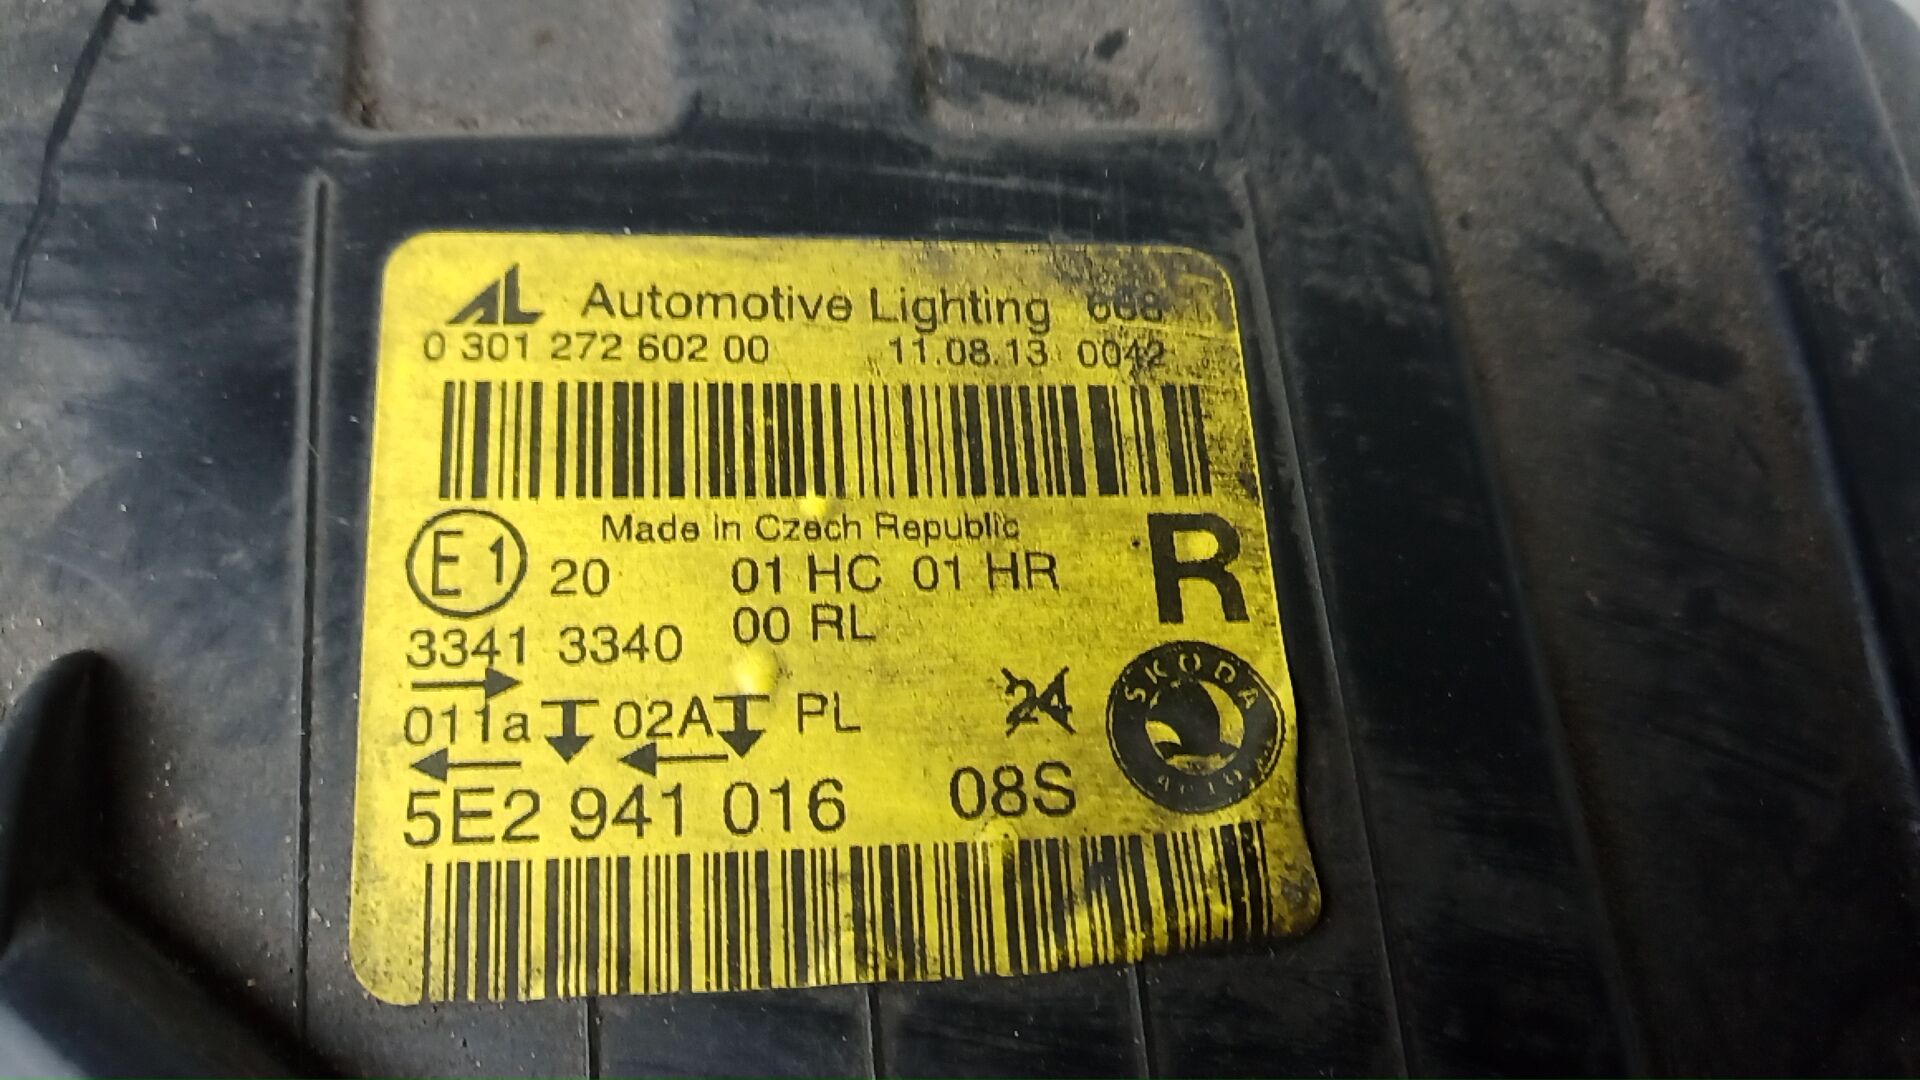 AL Automotive Lighting
0 301 272 602 00 11.08.13 0042
Made in Czech Republic
E1 20 01 HC 01 HR R
00 RL
3341 3340
011a 02A PL 24
SKODA AUTO
5E2 941 016 08S